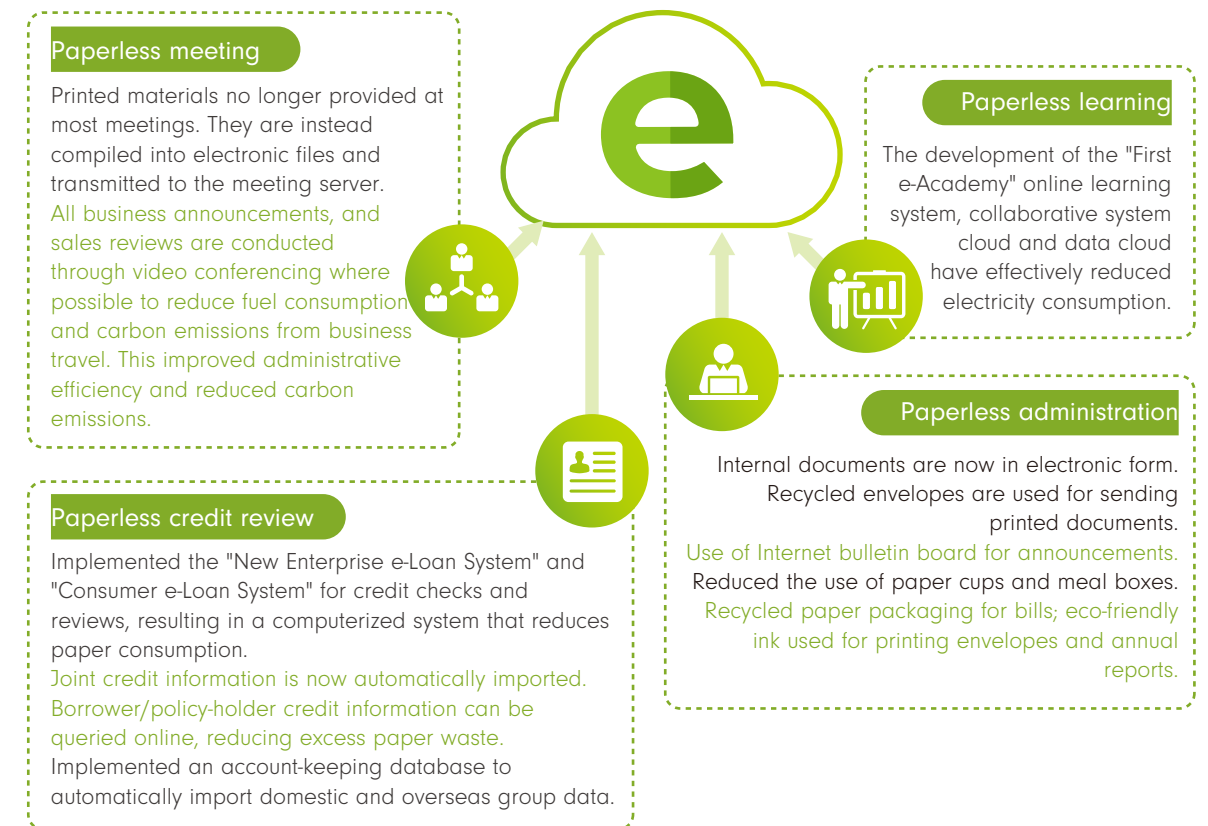 Paperless meeting
Printed materials no longer provided at
most meetings. They are instead
compiled into electronic files and
transmitted to the meeting server.
All business announcements, and
sales reviews are conducted
through video conferencing where
possible to reduce fuel consumption
and carbon emissions from business
travel. This improved administrative
efficiency and reduced carbon
emissions.
e
Paperless learning
The development of the "First
e-Academy" online learning
system, collaborative system
cloud and data cloud
have effectively reduced
electricity consumption.
Paperless credit review
Implemented the "New Enterprise e-Loan System" and
"Consumer e-Loan System" for credit checks and
reviews, resulting in a computerized system that reduces
paper consumption.
Joint credit information is now automatically imported.
Borrower/policy-holder credit information can be
queried online, reducing excess paper waste.
Implemented an account-keeping database to
automatically import domestic and overseas group data.
Paperless administration
Internal documents are now in electronic form.
Recycled envelopes are used for sending
printed documents.
Use of Internet bulletin board for announcements.
Reduced the use of paper cups and meal boxes.
Recycled paper packaging for bills; eco-friendly
ink used for printing envelopes and annual
reports.